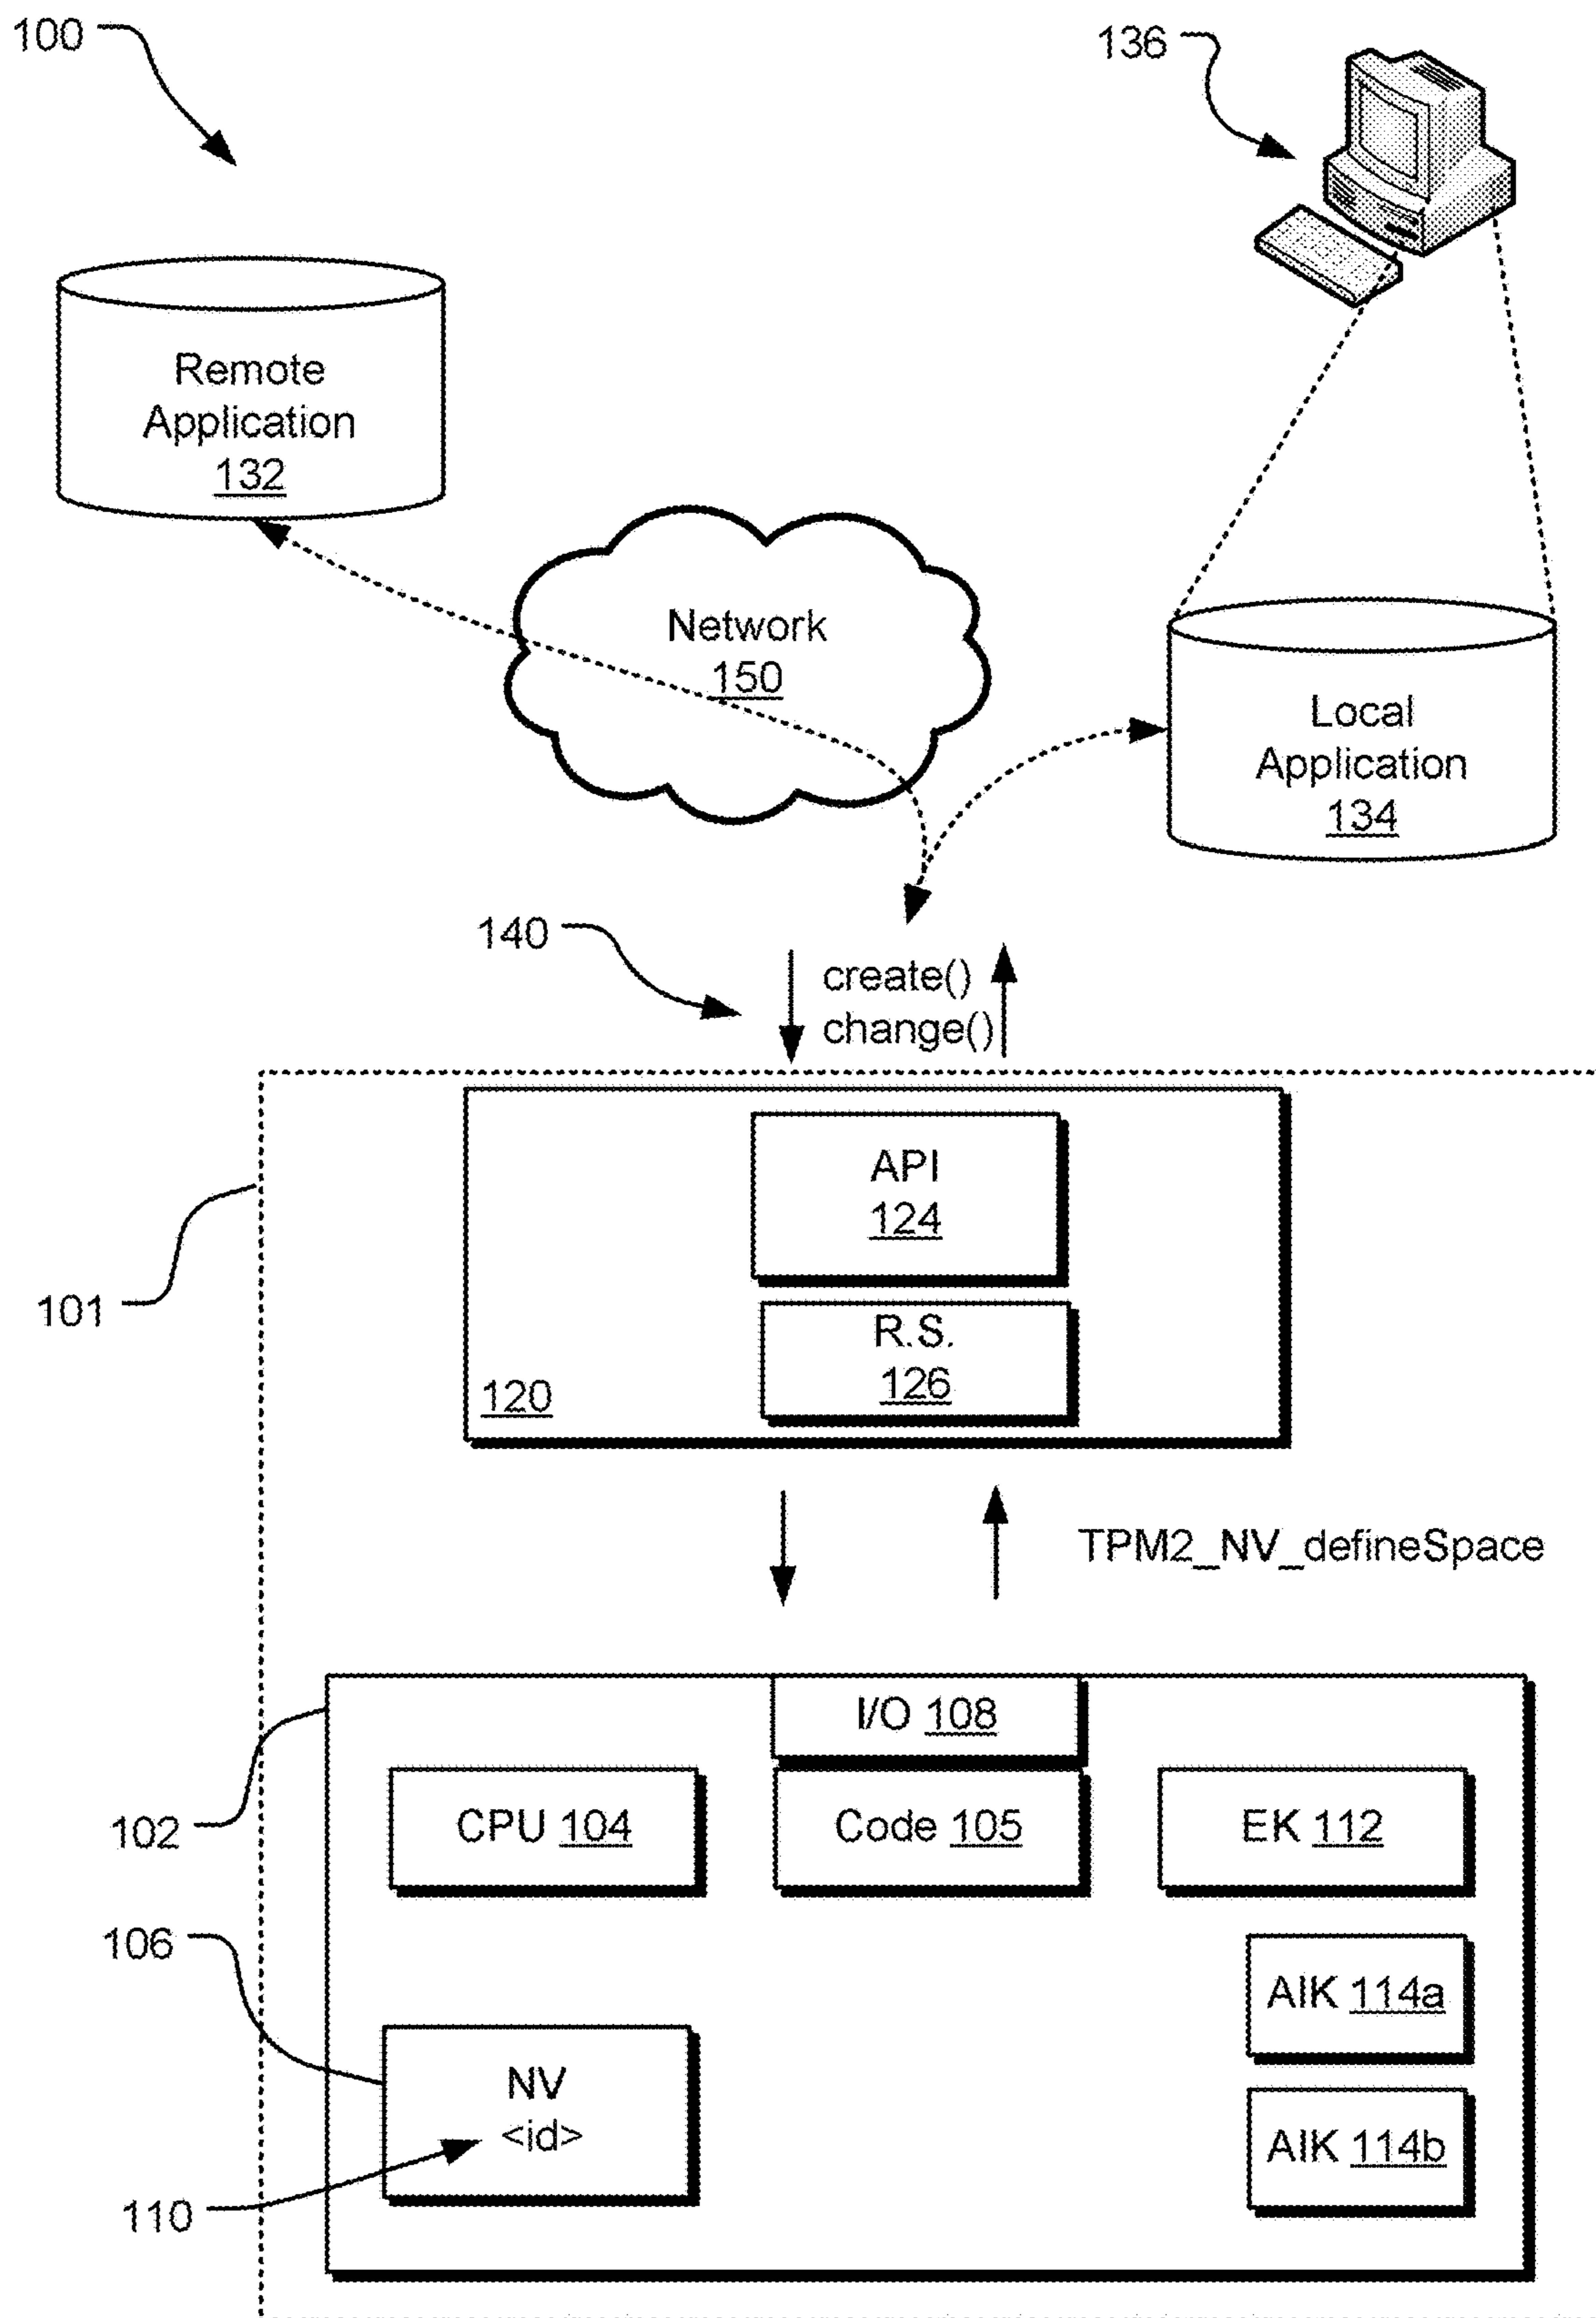 100
136
Remote
Application
132
Network
150
Local
Application
134
140
create()
change()
API
124
101
R.S.
126
120
TPM2_NV_defineSpace
I/O 108
CPU 104
Code 105
EK 112
102
106
AIK 114a
NV
<id>
AIK 114b
110